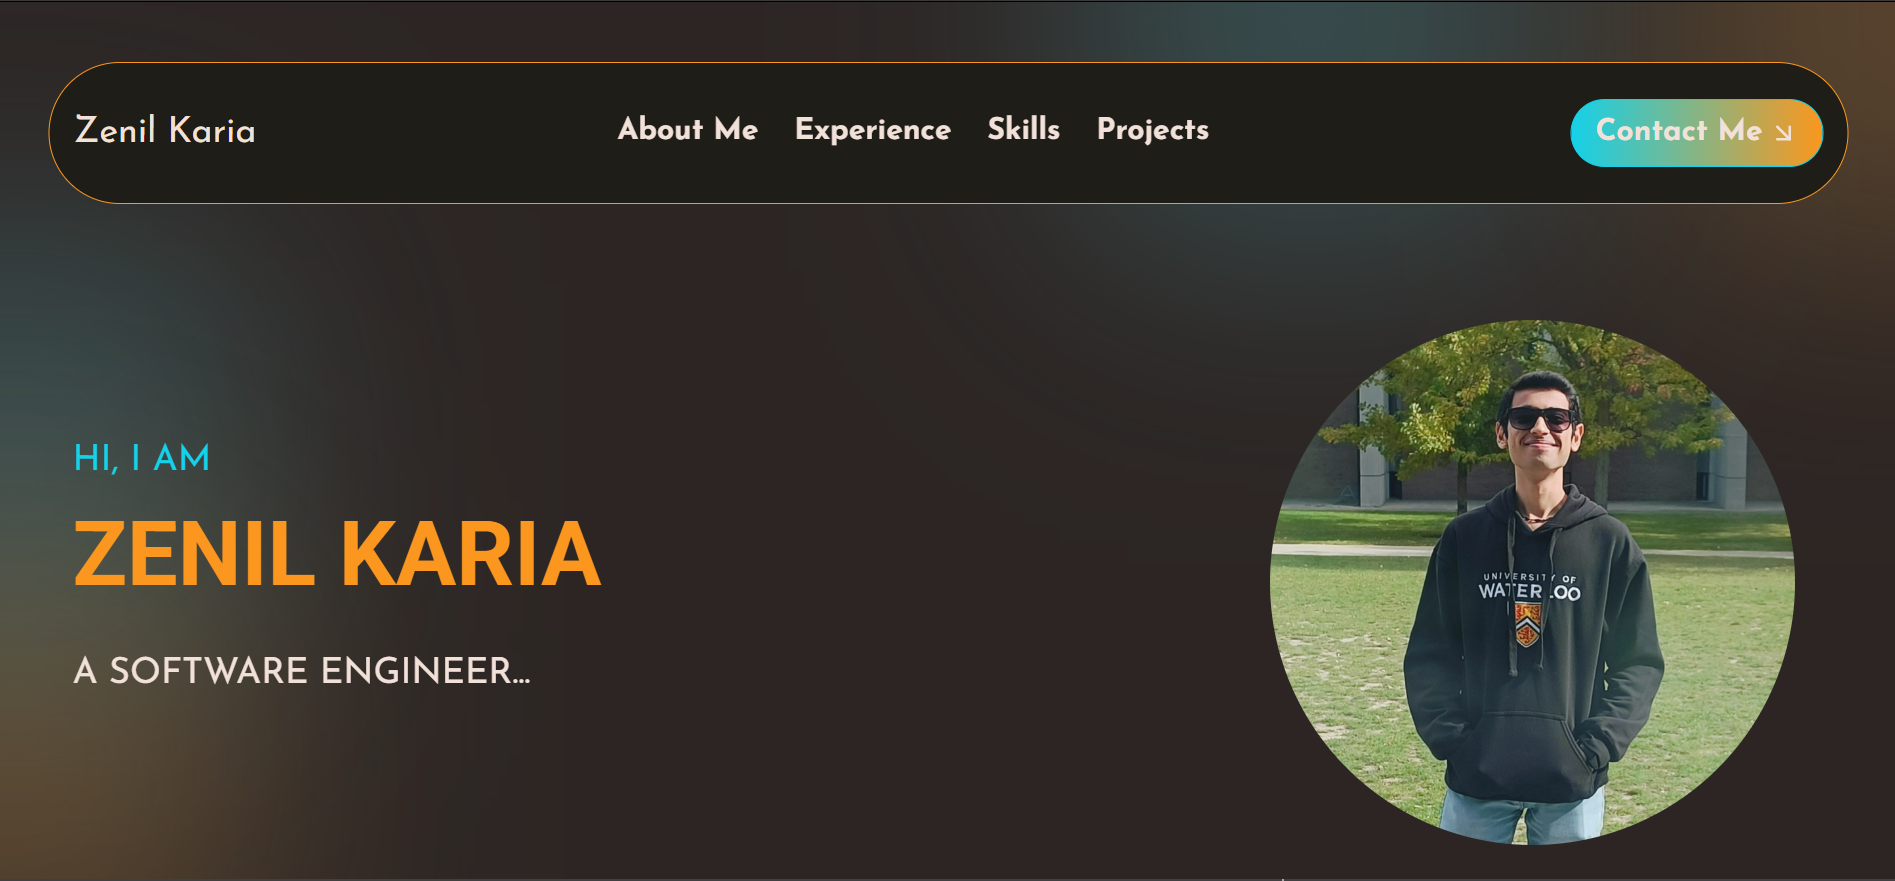 Zenil Karia
About Me Experience Skills Projects
Contact Me
HI, I AM
ZENIL KARIA
A SOFTWARE ENGINEER...
UNIVERSITY OF
WATERLOO